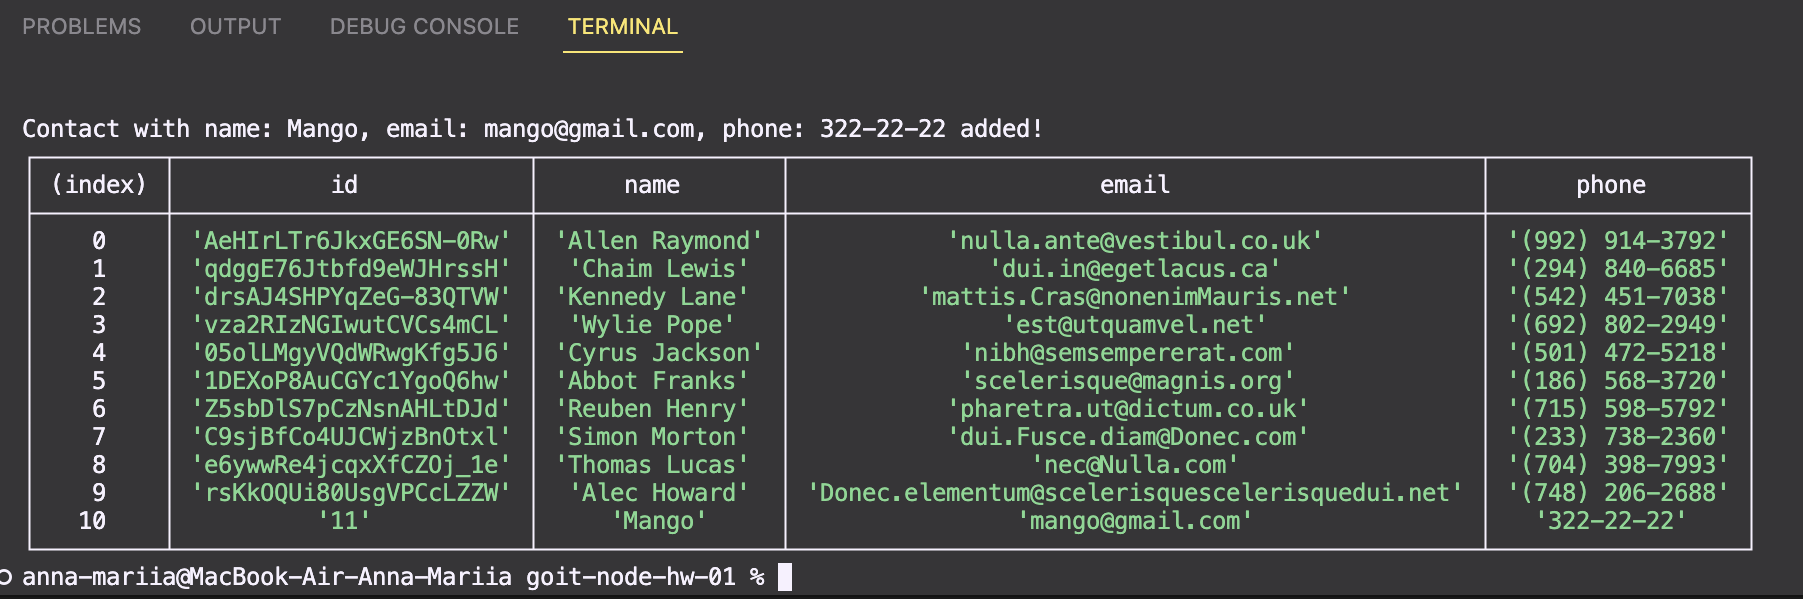 PROBLEMS OUTPUT DEBUG CONSOLE TERMINAL
Contact with name: Mango, email: mango@gmail.com, phone: 322-22-22 added!
(index) id name email phone
0 'AeHIrLTr6JkxGE6SN-0Rw' 'Allen Raymond' 'nulla.ante@vestibul.co.uk' '(992) 914-3792'
1 'qdggE76Jtbfd9eWJHrssH' 'Chaim Lewis' 'dui.in@egetlacus.ca' '(294) 840-6685'
2 'drsAJ4SHPYqZeG-83QTVW' 'Kennedy Lane' 'mattis.Cras@nonenimMauris.net' '(542) 451-7038'
3 'vza2RIzNGIwutCVCs4mCL' 'Wylie Pope' 'est@utquamvel.net' '(692) 802-2949'
4 '05olLMgyVQdWRwgKfg5J6' 'Cyrus Jackson' 'nibh@semsempererat.com' '(501) 472-5218'
5 '1DEXoP8AuCGYc1YgoQ6hw' 'Abbot Franks' 'scelerisque@magnis.org' '(186) 568-3720'
6 'Z5sbDlS7pCzNsnAHLtDJd' 'Reuben Henry' 'pharetra.ut@dictum.co.uk' '(715) 598-5792'
7 'C9sjBfCo4UJCWjzBnOtxl' 'Simon Morton' 'dui.Fusce.diam@Donec.com' '(233) 738-2360'
8 'e6ywwRe4jcqxXfCZOj_1e' 'Thomas Lucas' 'nec@Nulla.com' '(704) 398-7993'
9 'rsKkOQUi80UsgVPCcLZZW' 'Alec Howard' 'Donec.elementum@scelerisquescelerisquedui.net' '(748) 206-2688'
10 '11' 'Mango' 'mango@gmail.com' '322-22-22'
anna-mariia@MacBook-Air-Anna-Mariia goit-node-hw-01 %